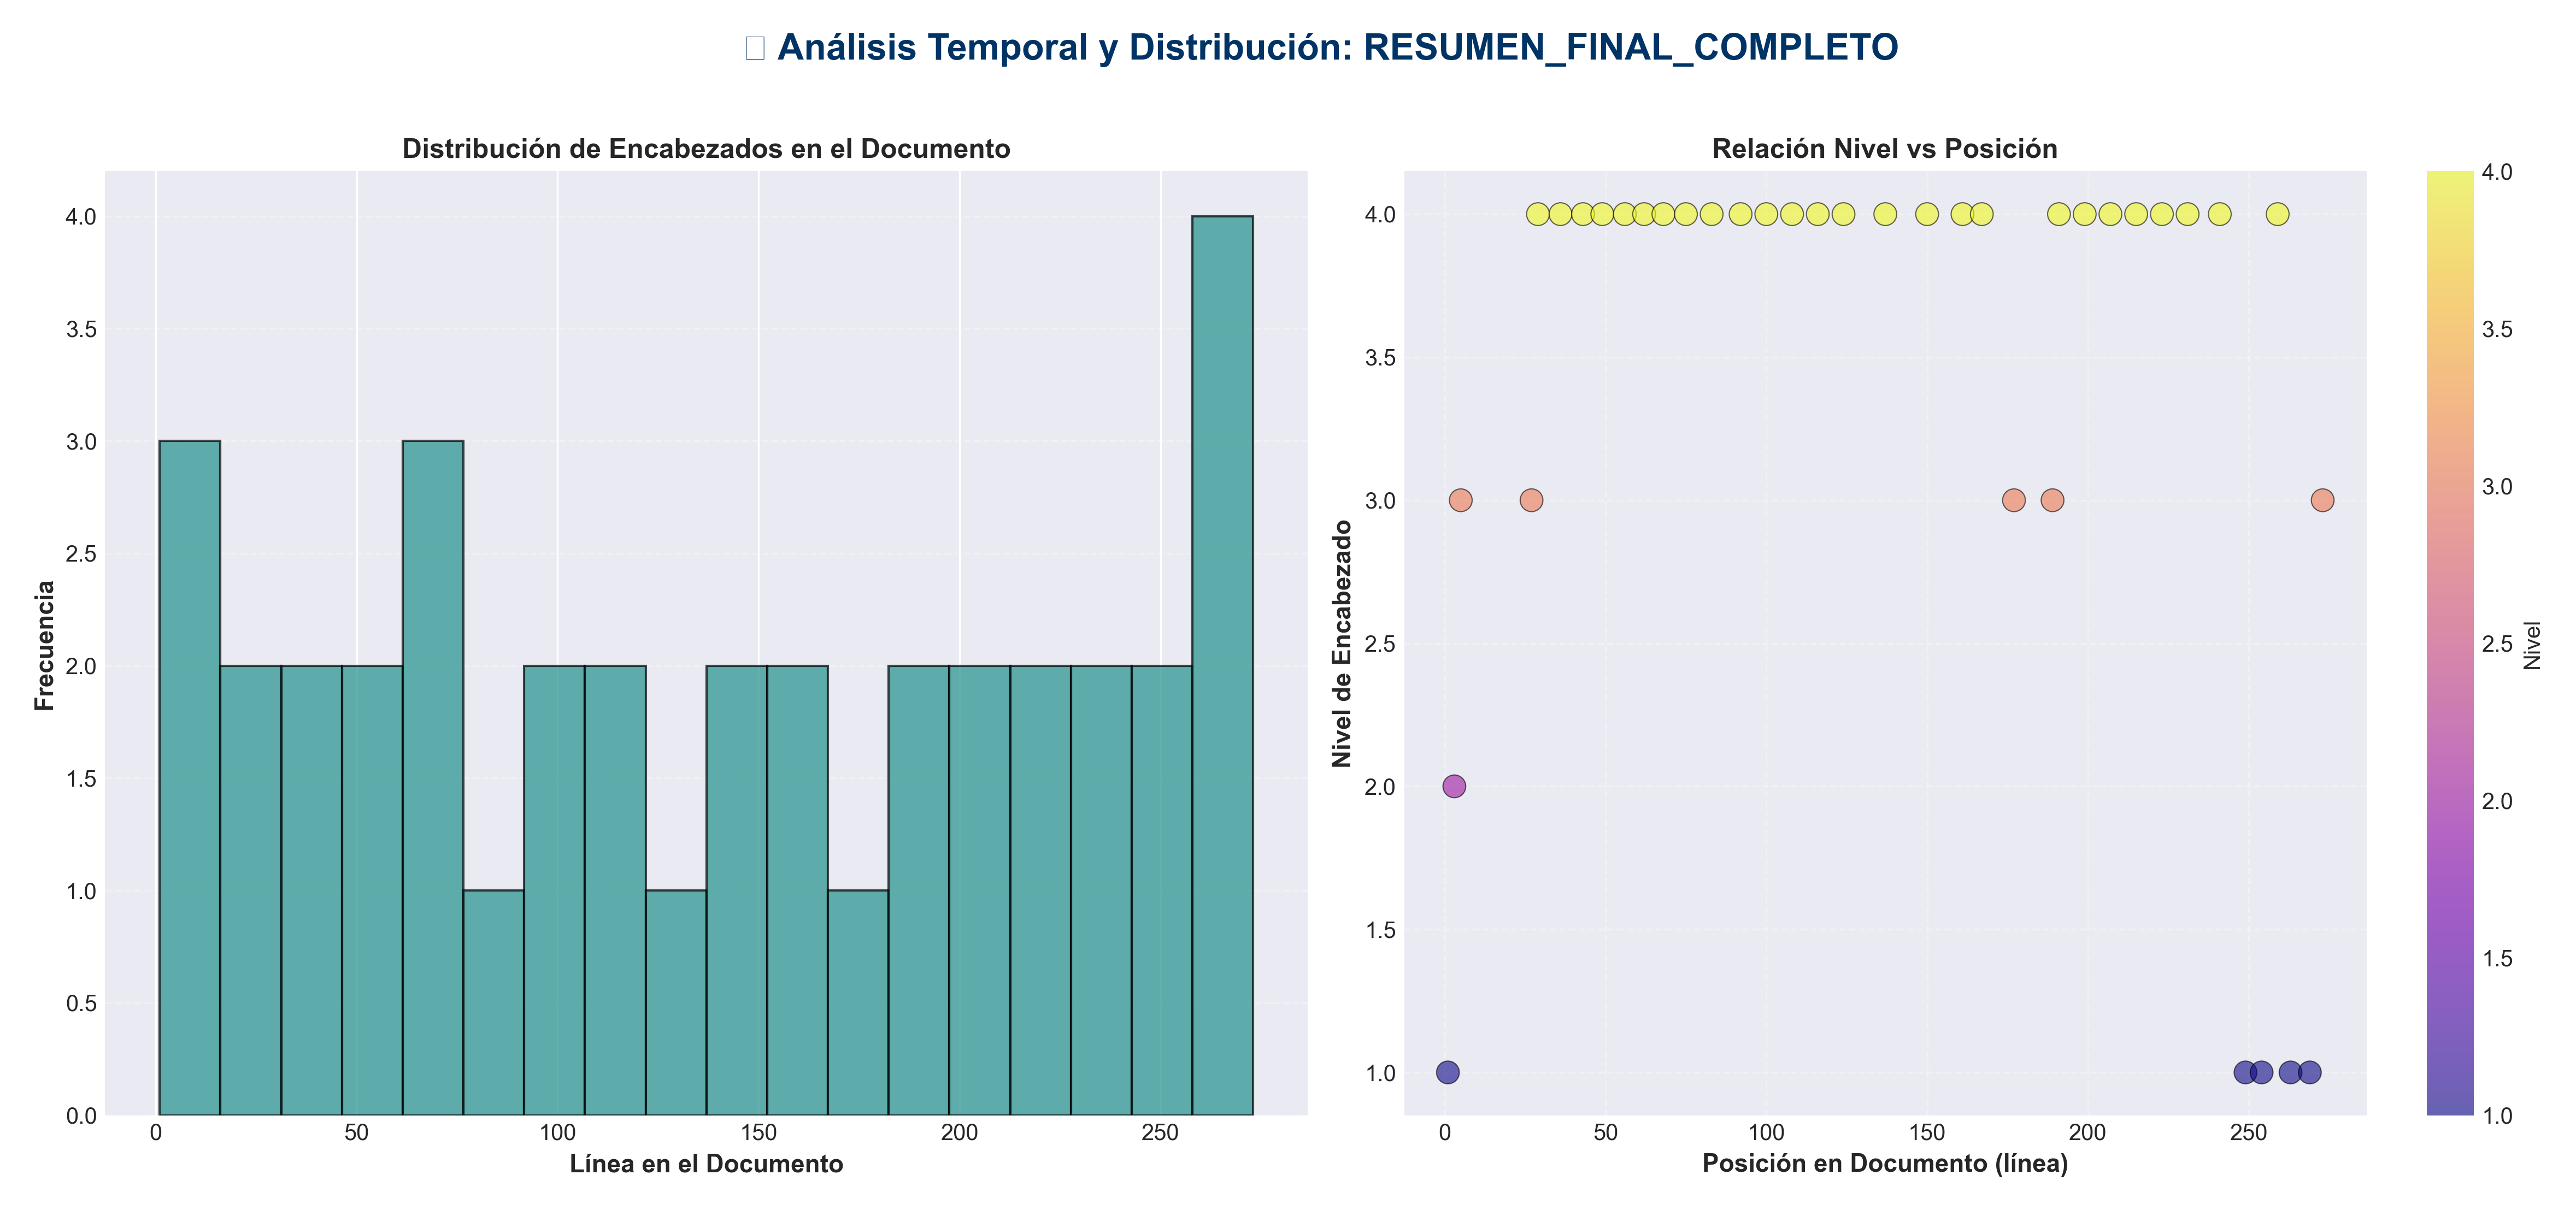 Análisis Temporal y Distribución: RESUMEN_FINAL_COMPLETO
Distribución de Encabezados en el Documento
Frecuencia
4.0
3.5
3.0
2.5
2.0
1.5
1.0
0.5
0.0
0 50 100 150 200 250
Línea en el Documento
Relación Nivel vs Posición
Nivel de Encabezado
4.0
3.5
3.0
2.5
2.0
1.5
1.0
0 50 100 150 200 250
Posición en Documento (línea)
4.0
3.5
3.0
2.5
2.0
1.5
1.0
Nivel